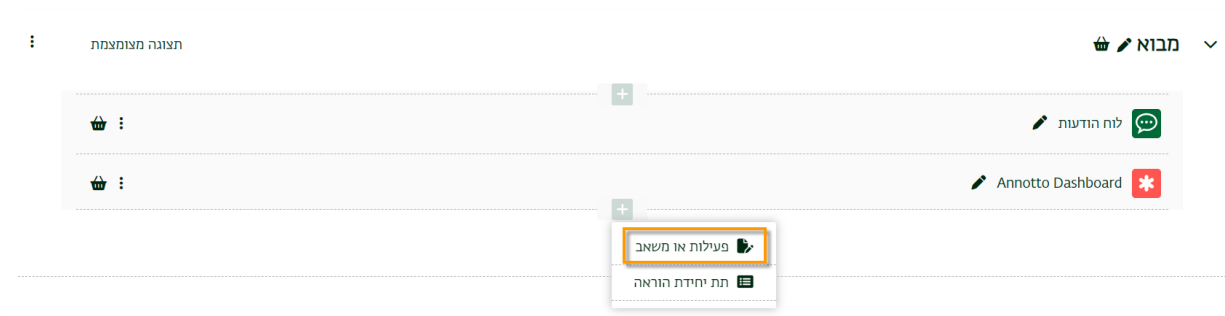 מבוא
תצוגה מצומצמת
לוח הודעות
Annotto Dashboard
פעילות או משאב
תת יחידת הוראה